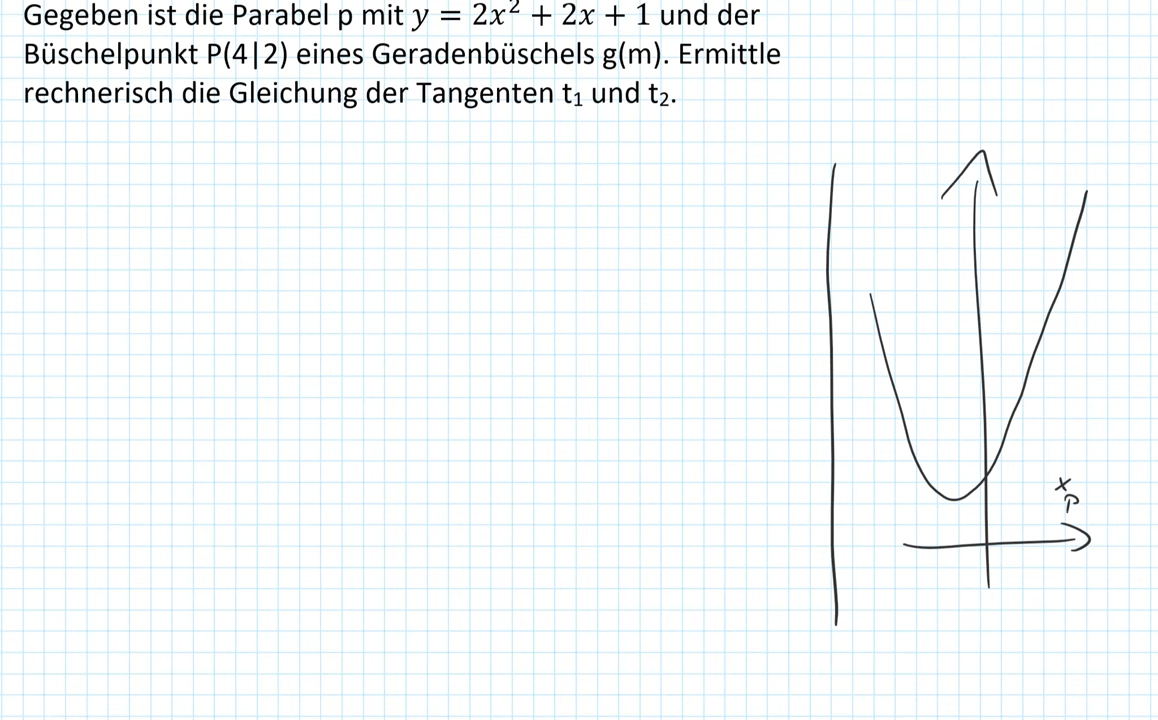 Gegeben ist die Parabel p mit y = 2x² + 2x + 1 und der
Büschelpunkt P(4|2) eines Geradenbüschels g(m). Ermittle
rechnerisch die Gleichung der Tangenten t₁ und t₂.
x
P